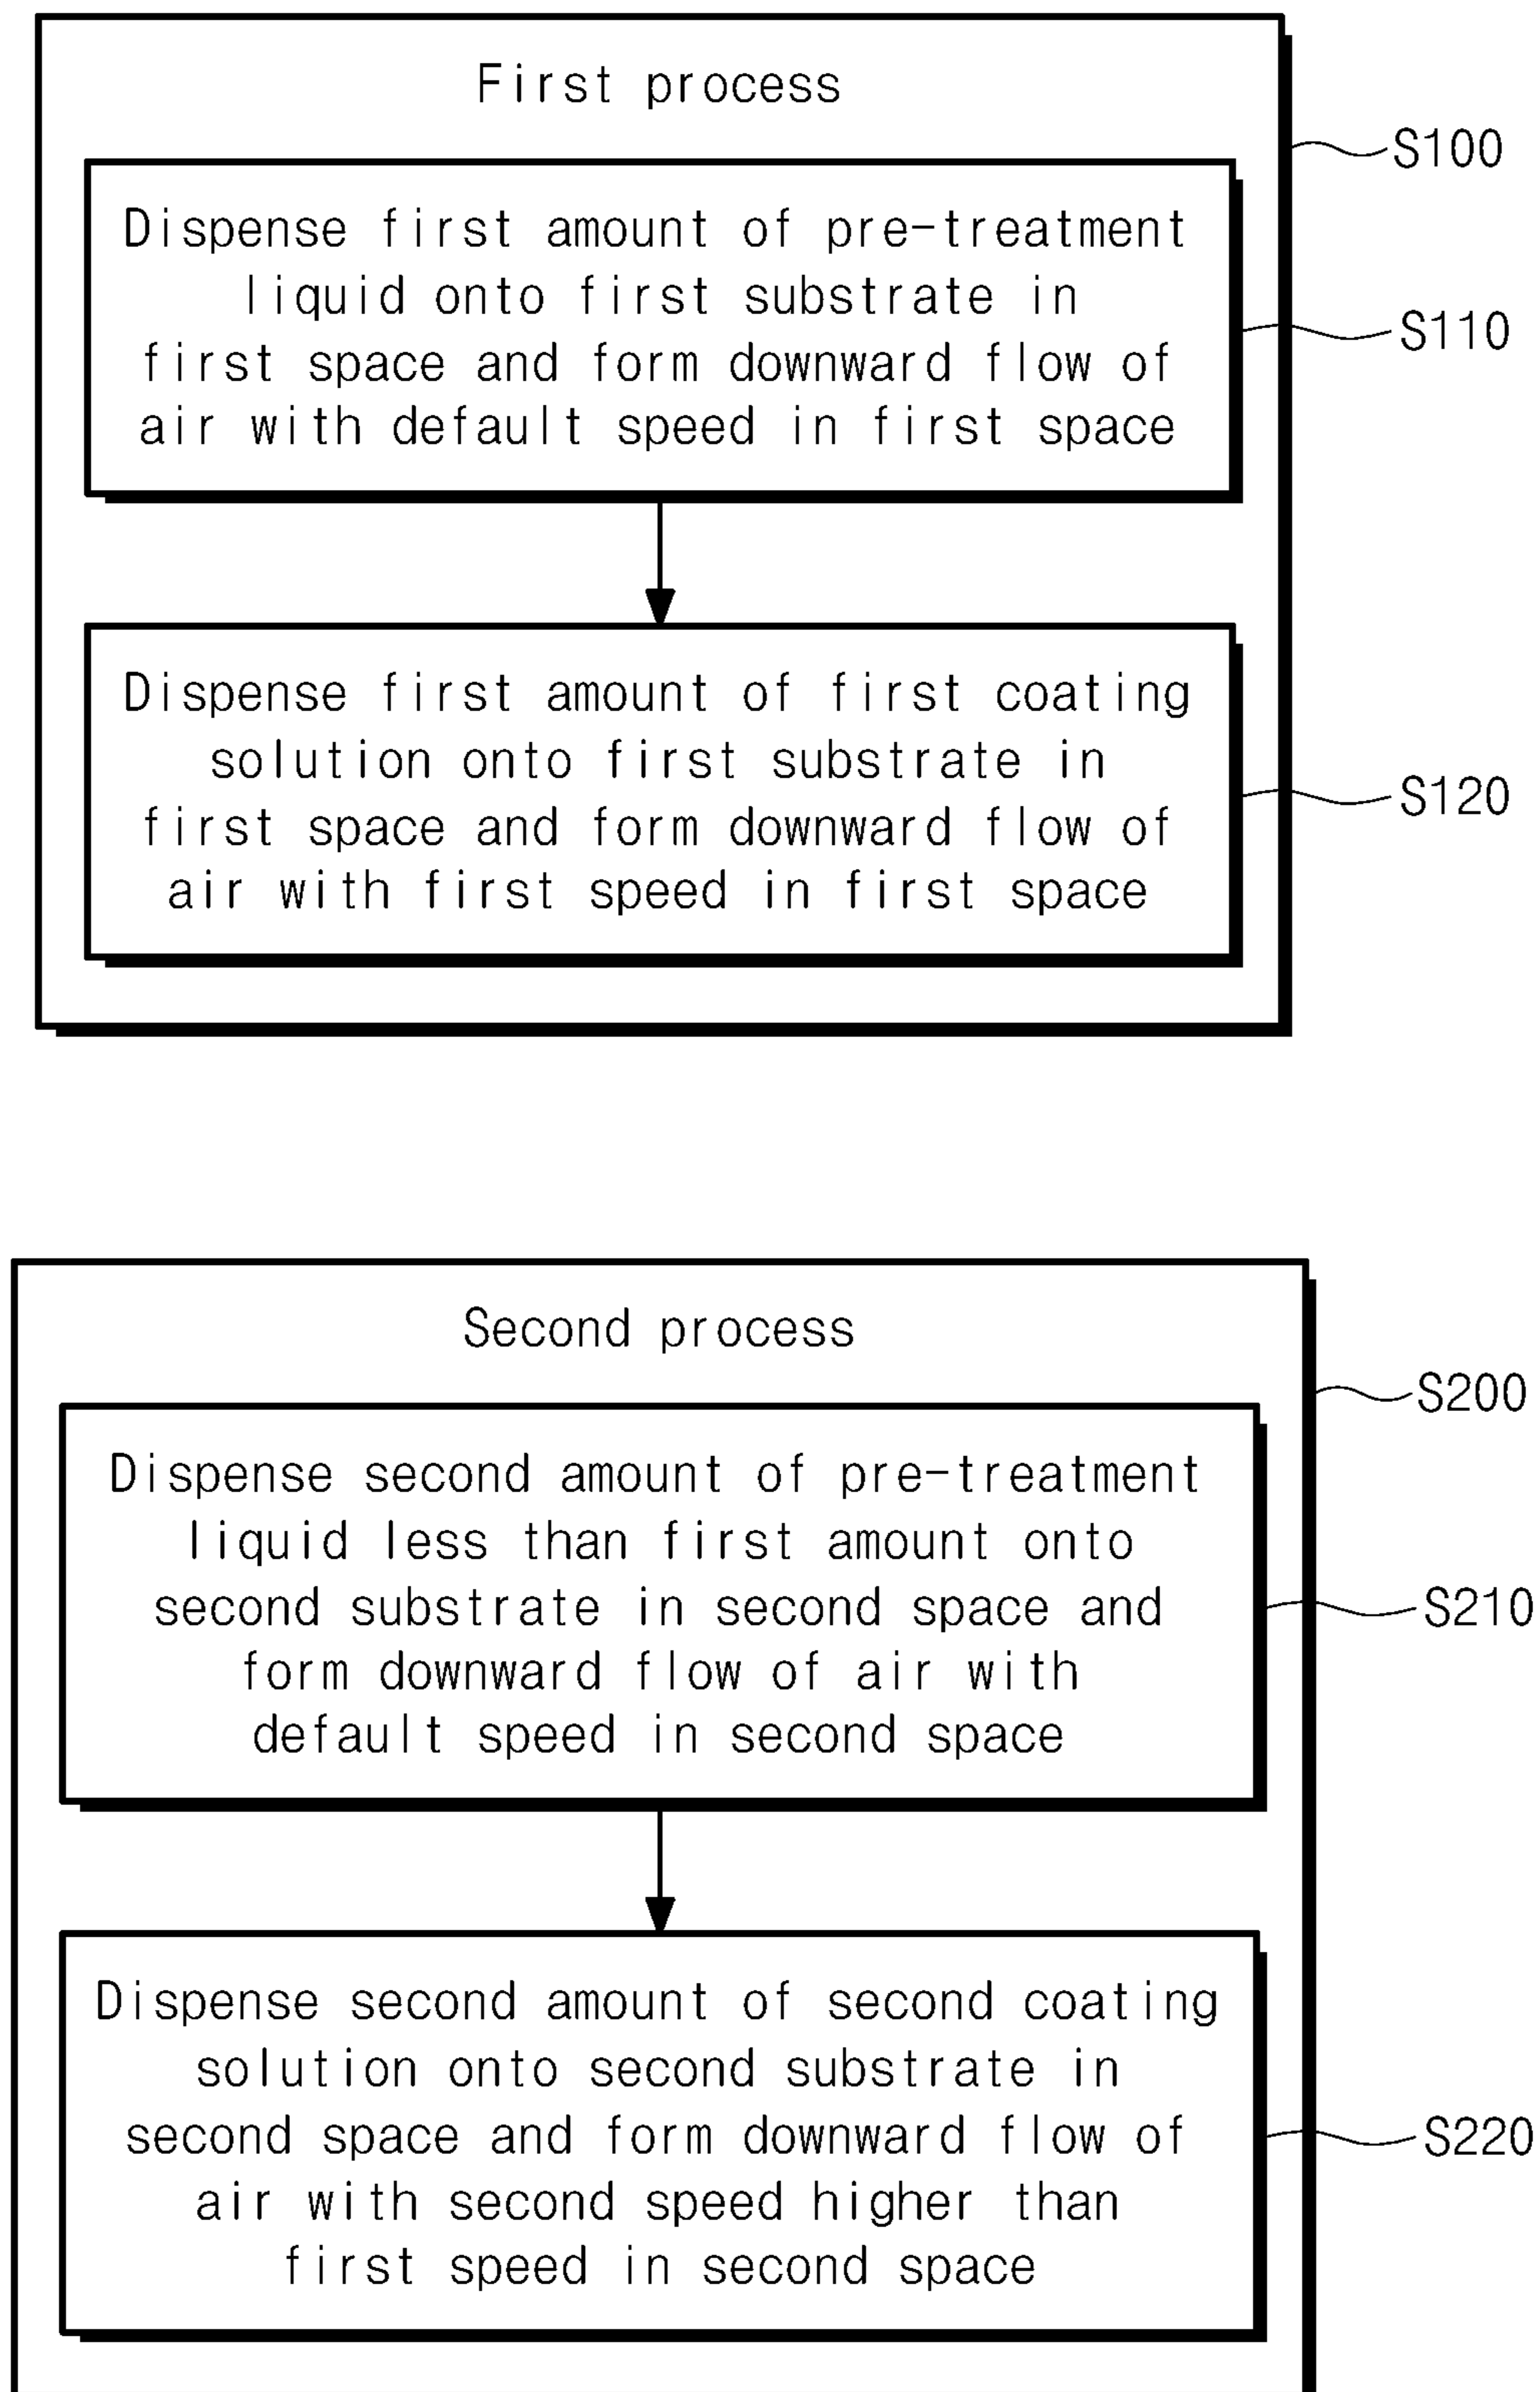 First process
S100
Dispense first amount of pre-treatment
liquid onto first substrate in
first space and form downward flow of
air with default speed in first space
S110
Dispense first amount of first coating
solution onto first substrate in
first space and form downward flow of
air with first speed in first space
S120
Second process
S200
Dispense second amount of pre-treatment
liquid less than first amount onto
second substrate in second space and
form downward flow of air with
default speed in second space
S210
Dispense second amount of second coating
solution onto second substrate in
second space and form downward flow of
air with second speed higher than
first speed in second space
S220